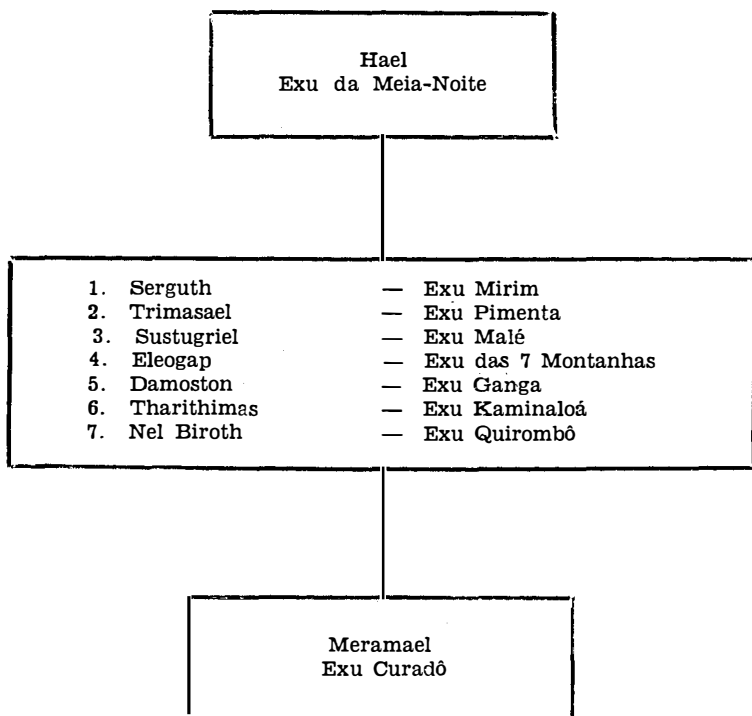 Hael
Exu da Meia-Noite
1. Serguth — Exu Mirim
2. Trimasael — Exu Pimenta
3. Sustugriel — Exu Malé
4. Eleogap — Exu das 7 Montanhas
5. Damoston — Exu Ganga
6. Tharithimas — Exu Kaminaloá
7. Nel Biroth — Exu Quirombô
Meramael
Exu Curadô